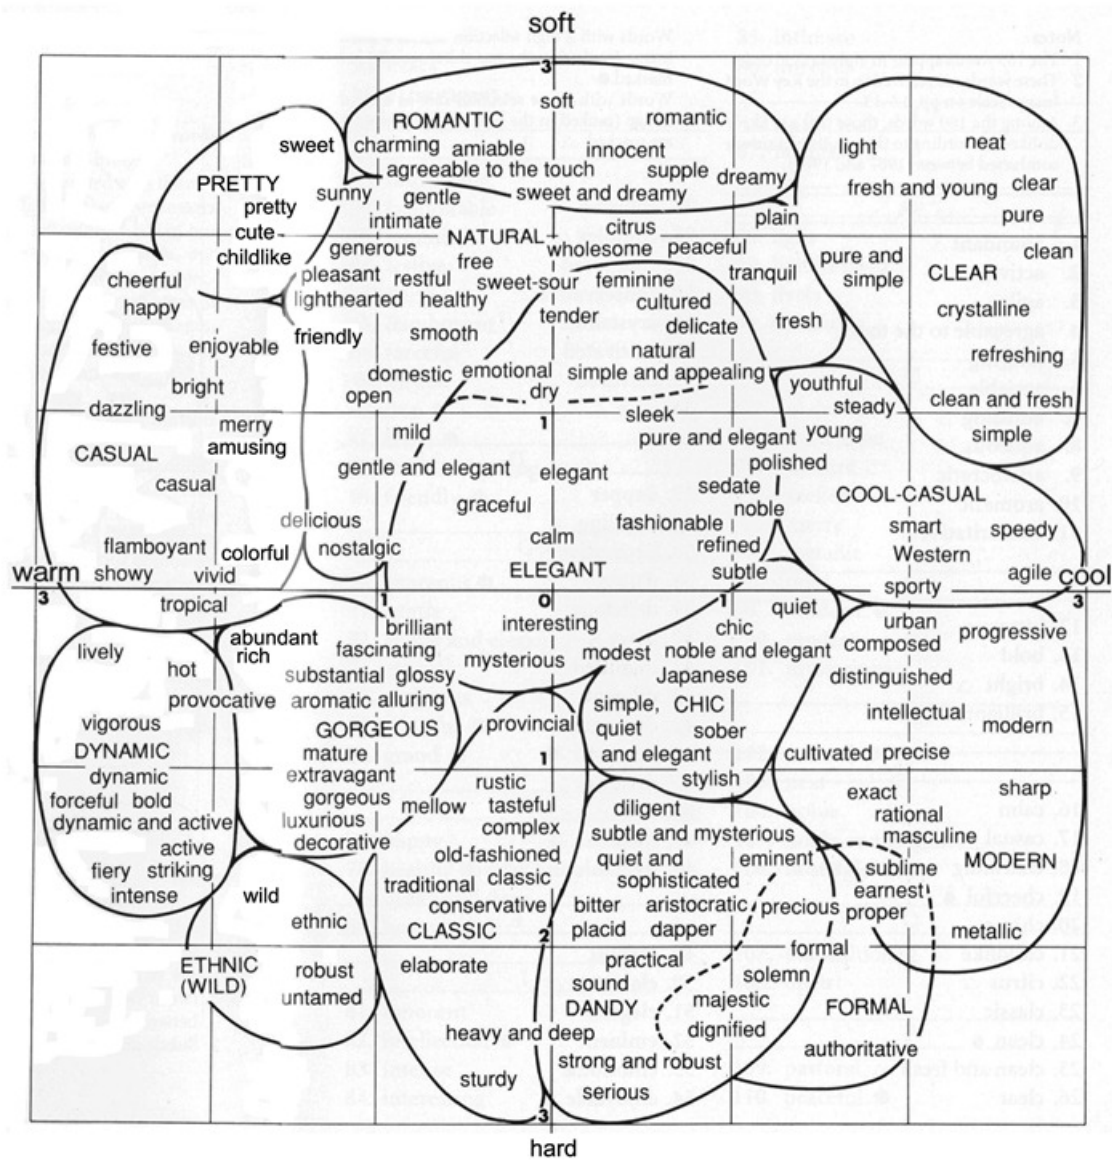 soft
3
soft
ROMANTIC
romantic
sweet
charming
amiable
innocent
light
neat
agreeable to the touch
supple
dreamy
fresh and young
clear
PRETTY
sunny
gentle
sweet and dreamy
pretty
intimate
citrus
plain
pure
cute
generous
NATURAL
wholesome
peaceful
childlike
free
pure and
simple
clean
cheerful
pleasant
restful
sweet-sour
feminine
tranquil
CLEAR
happy
lighthearted
healthy
cultured
crystalline
tender
fresh
festive
enjoyable
friendly
smooth
delicate
natural
refreshing
bright
domestic
emotional
simple and appealing
youthful
open
dry
clean and fresh
dazzling
sleek
steady
merry
mild
1
simple
amusing
pure and elegant
young
CASUAL
gentle and elegant
elegant
polished
casual
sedate
COOL-CASUAL
graceful
noble
delicious
fashionable
smart
speedy
flamboyant
colorful
nostalgic
calm
refined
Western
warm
showy
vivid
ELEGANT
subtle
sporty
agile
cool
3
1
0
1
3
tropical
quiet
abundant
rich
brilliant
interesting
chic
urban
composed
progressive
lively
fascinating
modest
noble and elegant
hot
mysterious
substantial
glossy
Japanese
distinguished
provocative
aromatic
alluring
simple,
quiet
and elegant
CHIC
intellectual
vigorous
GORGEOUS
provincial
sober
modern
DYNAMIC
mature
1
cultivated
precise
dynamic
extravagant
rustic
stylish
sharp
forceful
bold
gorgeous
mellow
tasteful
diligent
exact
dynamic and active
luxurious
complex
subtle and mysterious
rational
active
decorative
masculine
old-fashioned
quiet and
sophisticated
eminent
MODERN
fiery
striking
classic
sublime
intense
wild
traditional
earnest
conservative
bitter
aristocratic
precious
proper
ethnic
CLASSIC
2
placid
dapper
metallic
ETHNIC
(WILD)
robust
elaborate
practical
formal
untamed
sound
solemn
DANDY
majestic
FORMAL
heavy and deep
dignified
authoritative
strong and robust
sturdy
serious
3
hard